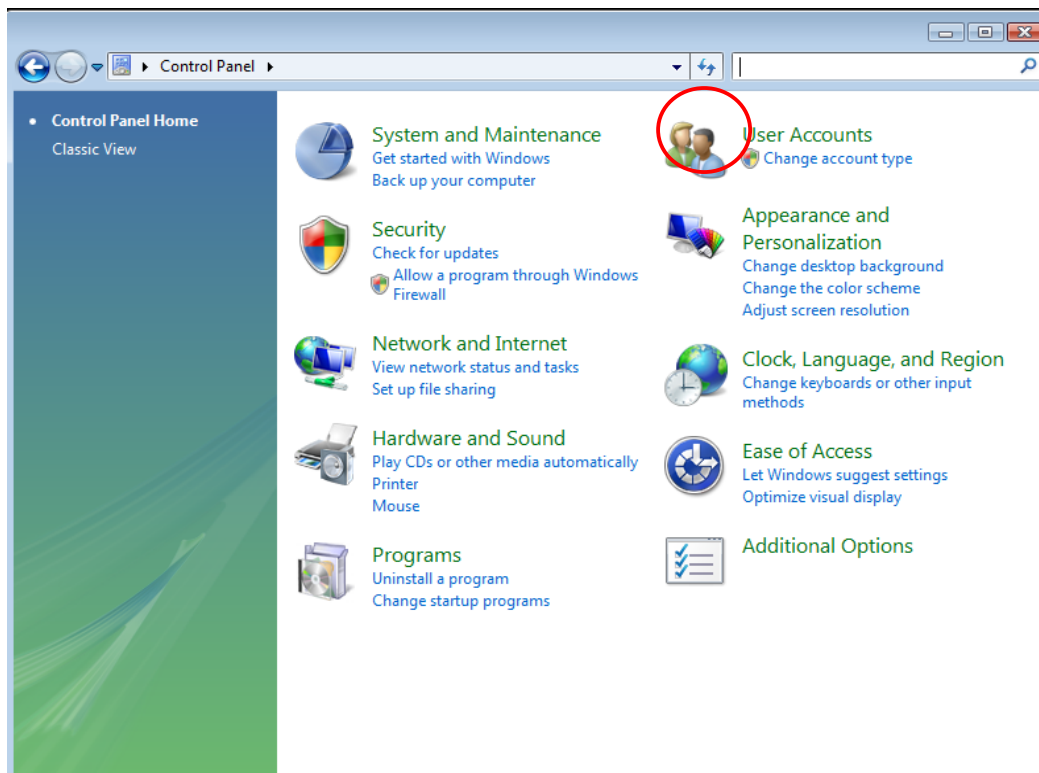 Control Panel
Control Panel Home
Classic View
System and Maintenance
Get started with Windows
Back up your computer
Security
Check for updates
Allow a program through Windows
Firewall
Network and Internet
View network status and tasks
Set up file sharing
Hardware and Sound
Play CDs or other media automatically
Printer
Mouse
Programs
Uninstall a program
Change startup programs
User Accounts
Change account type
Appearance and
Personalization
Change desktop background
Change the color scheme
Adjust screen resolution
Clock, Language, and Region
Change keyboards or other input
methods
Ease of Access
Let Windows suggest settings
Optimize visual display
Additional Options